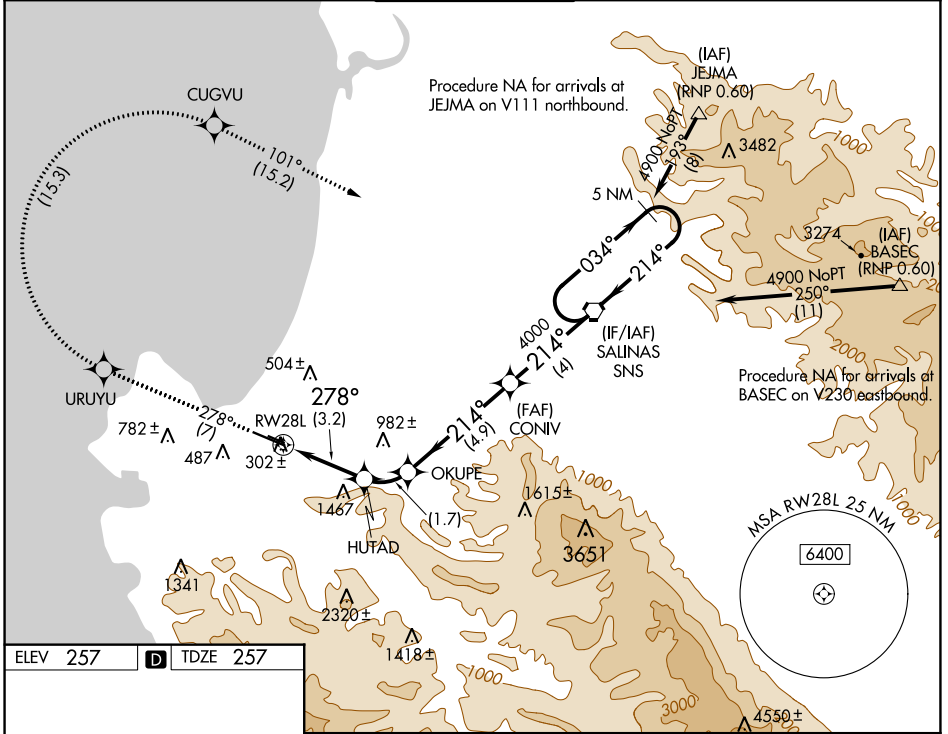 CUGVU
101°
(15.2)
(15.3)
Procedure NA for arrivals at
JEJMA on V111 northbound.
(IAF)
JEJMA
(RNP 0.60)
4900 NoPT
193°
(8)
3482
1000
5 NM
034°
214°
3274
(IAF)
BASEC
(RNP 0.60)
4900 NoPT
250°
(11)
2000
4000
214°
(4)
(IF/IAF)
SALINAS
SNS
1000
Procedure NA for arrivals at
BASEC on V230 eastbound.
URUYU
504±
278°
(3.2)
278°
(7)
RW28L
782±
487
302±
982±
214°
(4.9)
(FAF)
CONIV
OKUPE
(1.7)
1467
HUTAD
1615±
1000
3651
MSA RW28L 25 NM
6400
1000
1341
2320±
1418±
1000
3000
4550±
ELEV 257
D
TDZE 257